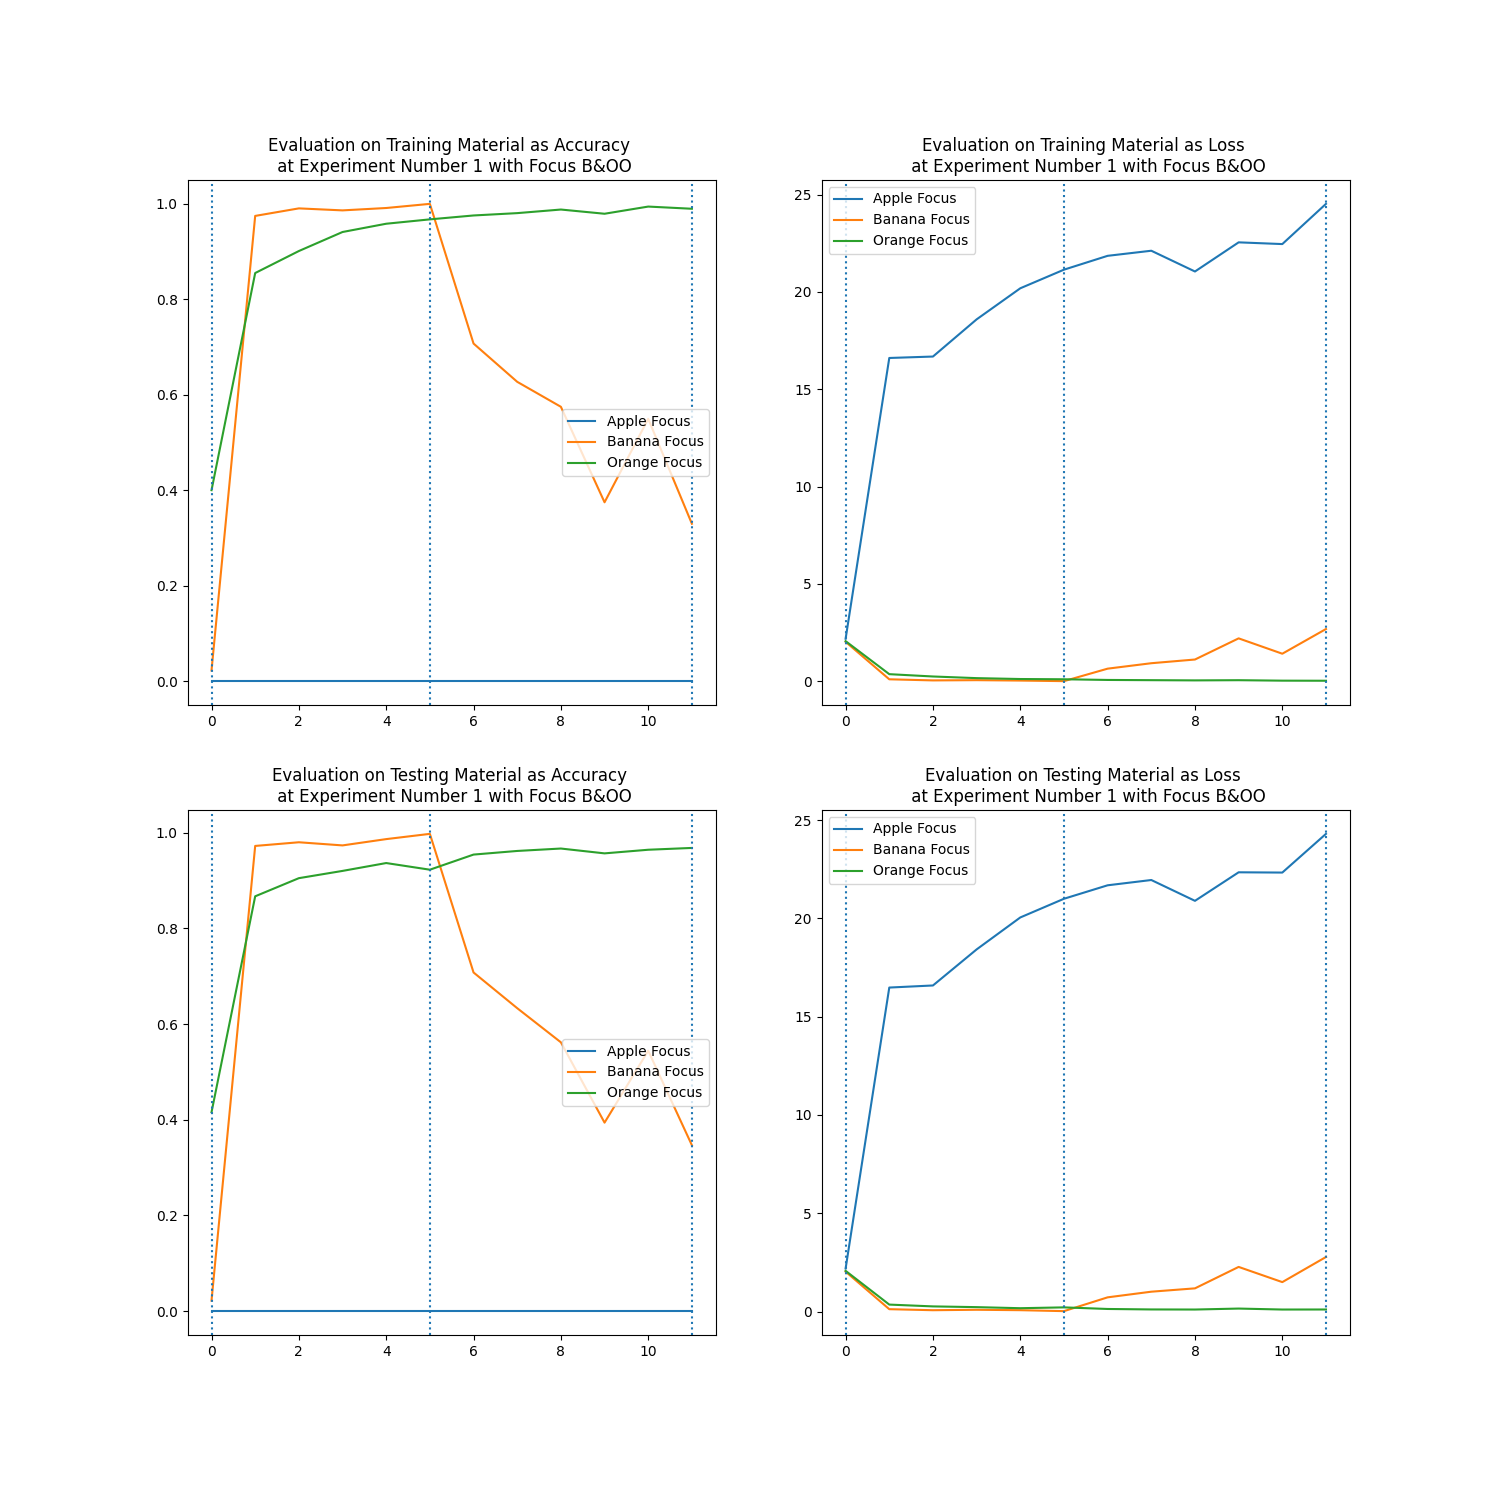 Evaluation on Training Material as Accuracy
at Experiment Number 1 with Focus B&OO
1.0
0.8
0.6
0.4
0.2
0.0
Apple Focus
Banana Focus
Orange Focus
0 2 4 6 8 10
Evaluation on Training Material as Loss
at Experiment Number 1 with Focus B&OO
25
20
15
10
5
0
Apple Focus
Banana Focus
Orange Focus
0 2 4 6 8 10
Evaluation on Testing Material as Accuracy
at Experiment Number 1 with Focus B&OO
1.0
0.8
0.6
0.4
0.2
0.0
Apple Focus
Banana Focus
Orange Focus
0 2 4 6 8 10
Evaluation on Testing Material as Loss
at Experiment Number 1 with Focus B&OO
25
20
15
10
5
0
Apple Focus
Banana Focus
Orange Focus
0 2 4 6 8 10